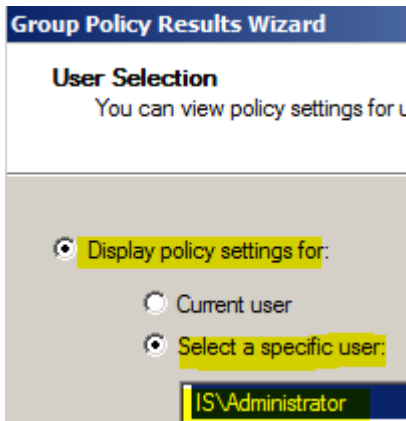 Group Policy Results Wizard
User Selection
You can view policy settings for
Display policy settings for:
Current user
Select a specific user:
IS\Administrator